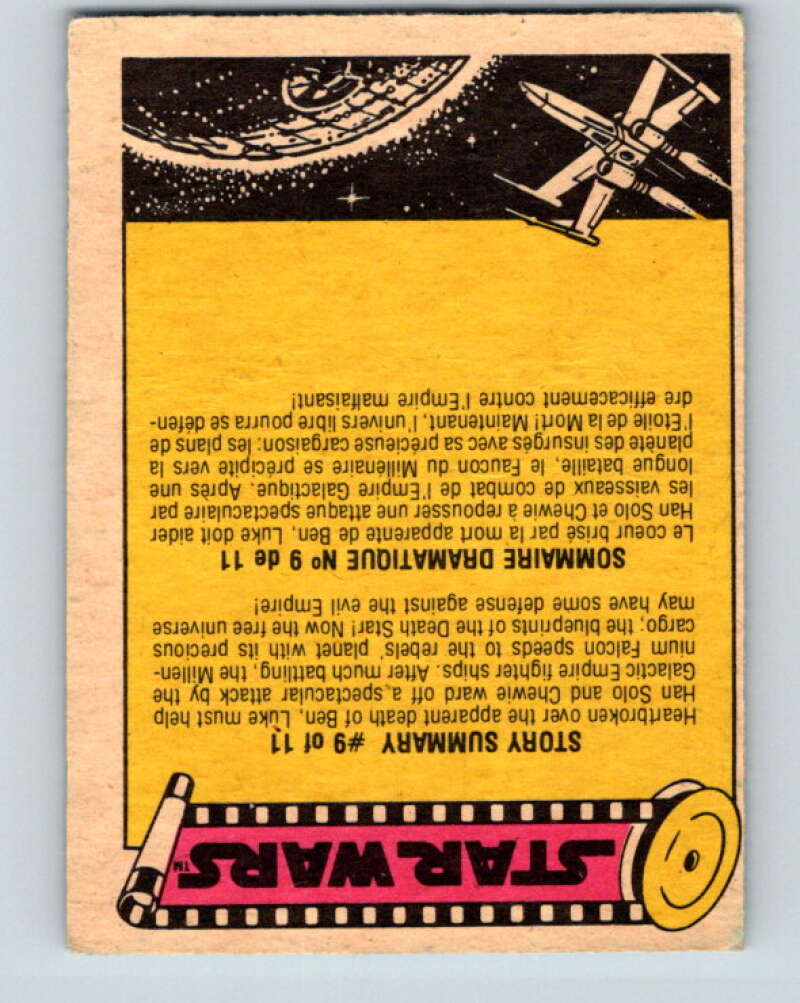 STAR WARS™
STORY SUMMARY #9 of 11
Heartbroken over the apparent death of Ben, Luke must help
Han Solo and Chewie ward off a spectacular attack by the
Galactic Empire fighter ships. After much battling, the Millen-
nium Falcon speeds to the rebels' planet with its precious
cargo; the blueprints of the Death Star! Now the free universe
may have some defense against the evil Empire!
SOMMAIRE DRAMATIQUE Nº 9 de 11
Le coeur brisé par la mort apparente de Ben, Luke doit aider
Han Solo et Chewie à repousser une attaque spectaculaire par
les vaisseaux de combat de l'Empire Galactique. Après une
longue bataille, le Faucon du Millénaire se précipite vers la
planète des insurgés avec sa précieuse cargaison: les plans de
l'Etoile de la Mort! Maintenant, l'univers libre pourra se défen-
dre efficacement contre l'Empire malfaisant!